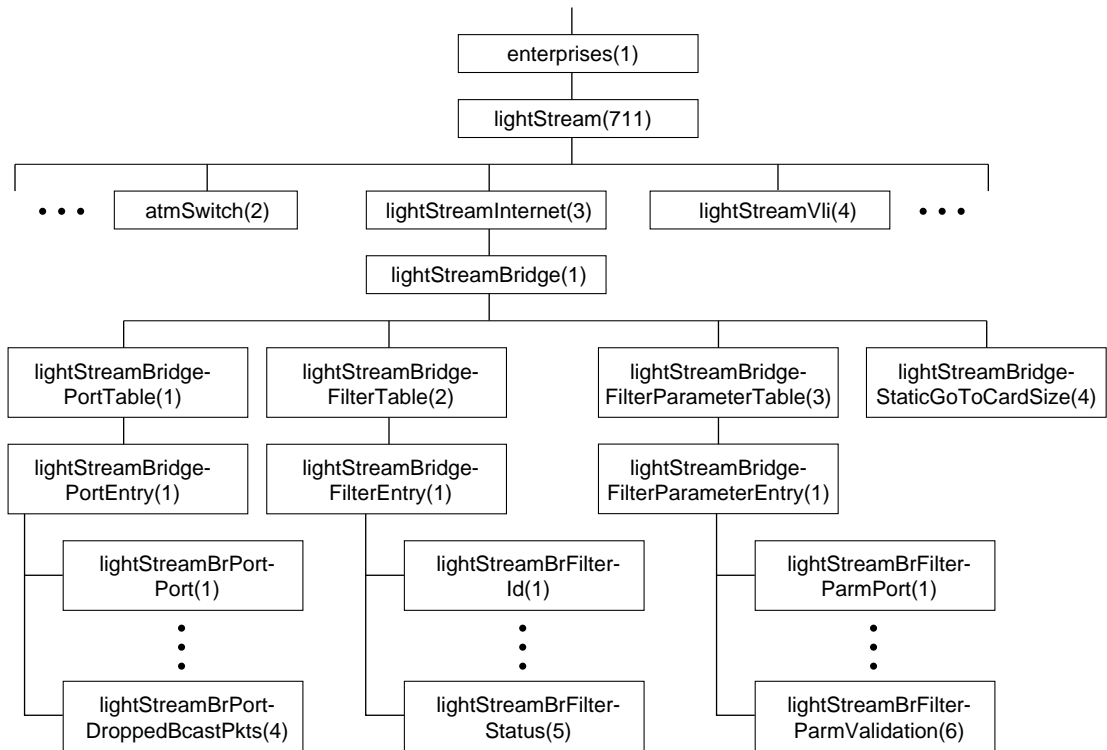 enterprises(1)
lightStream(711)
atmSwitch(2)
lightStreamInternet(3)
lightStreamVli(4)
lightStreamBridge(1)
lightStreamBridge-
PortTable(1)
lightStreamBridge-
FilterTable(2)
lightStreamBridge-
FilterParameterTable(3)
lightStreamBridge-
StaticGoToCardSize(4)
lightStreamBridge-
PortEntry(1)
lightStreamBridge-
FilterEntry(1)
lightStreamBridge-
FilterParameterEntry(1)
lightStreamBrPort-
Port(1)
lightStreamBrFilter-
Id(1)
lightStreamBrFilter-
ParmPort(1)
lightStreamBrPort-
DroppedBcastPkts(4)
lightStreamBrFilter-
Status(5)
lightStreamBrFilter-
ParmValidation(6)